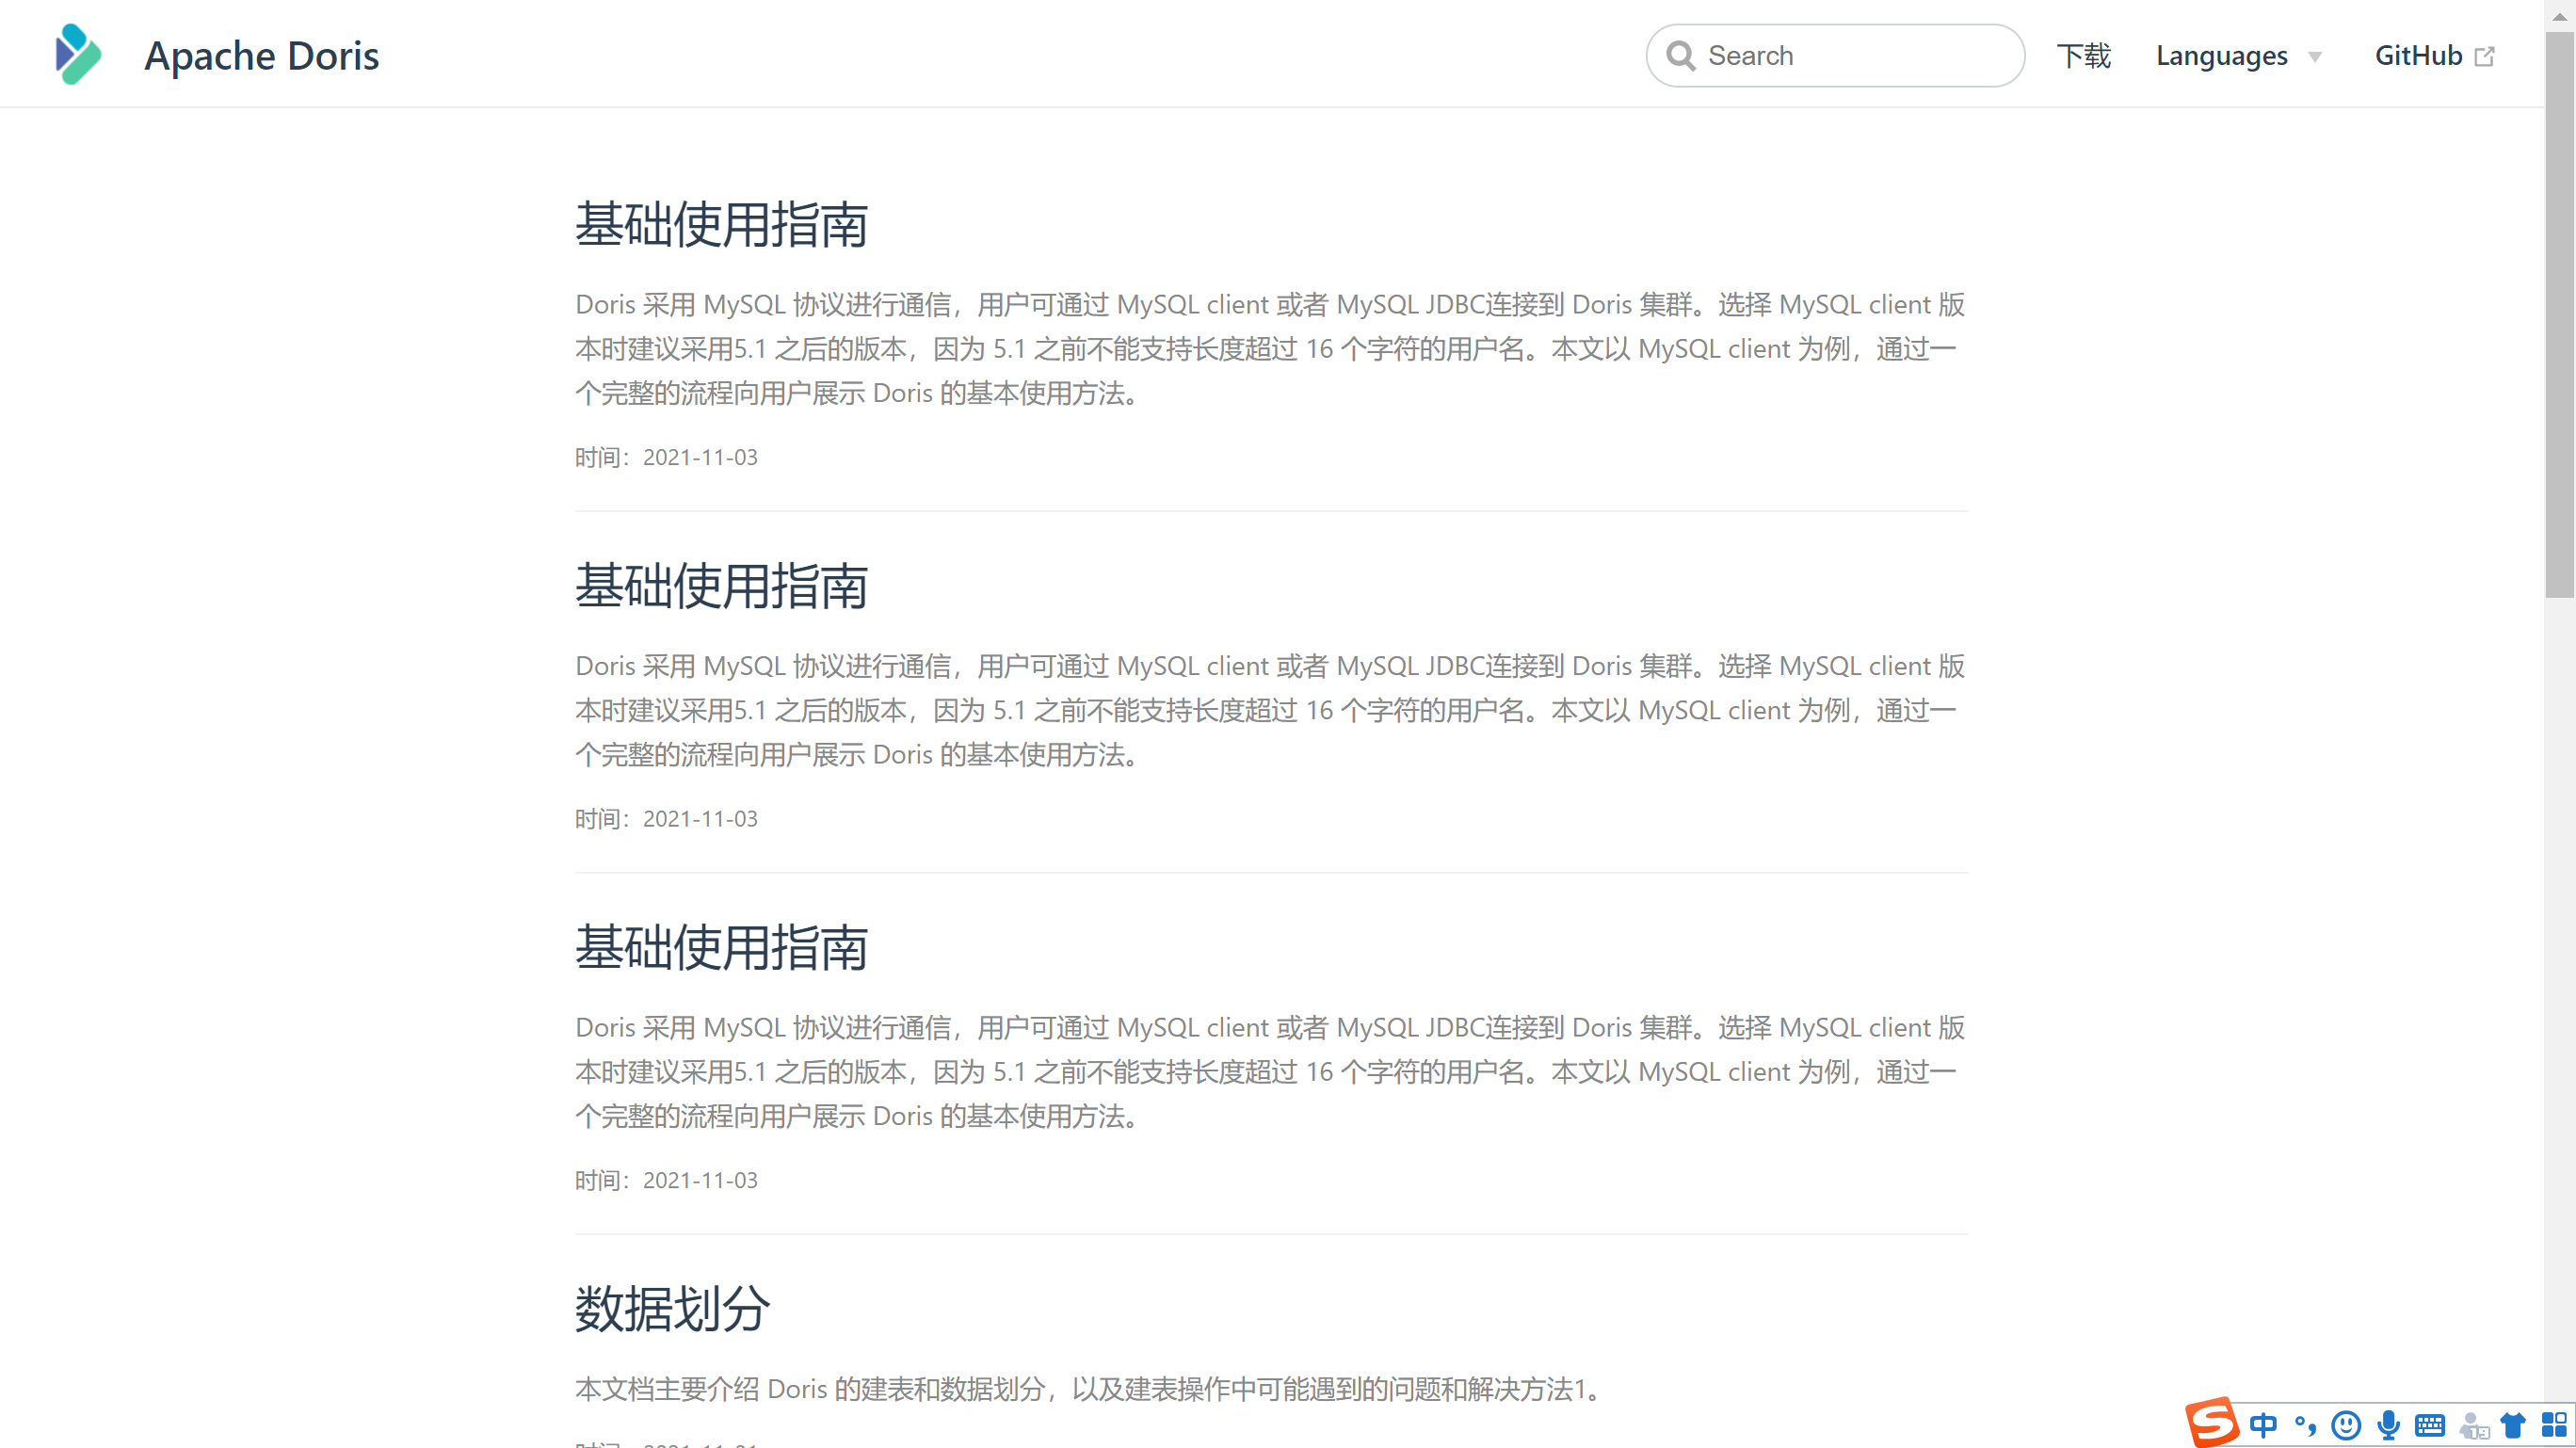 Apache Doris
Search
下载
Languages
GitHub
基础使用指南
Doris 采用 MySQL 协议进行通信，用户可通过 MySQL client 或者 MySQL JDBC连接到 Doris 集群。选择 MySQL client 版
本时建议采用5.1 之后的版本，因为 5.1 之前不能支持长度超过 16 个字符的用户名。本文以 MySQL client 为例，通过一
个完整的流程向用户展示 Doris 的基本使用方法。
时间：2021-11-03
基础使用指南
Doris 采用 MySQL 协议进行通信，用户可通过 MySQL client 或者 MySQL JDBC连接到 Doris 集群。选择 MySQL client 版
本时建议采用5.1 之后的版本，因为 5.1 之前不能支持长度超过 16 个字符的用户名。本文以 MySQL client 为例，通过一
个完整的流程向用户展示 Doris 的基本使用方法。
时间：2021-11-03
基础使用指南
Doris 采用 MySQL 协议进行通信，用户可通过 MySQL client 或者 MySQL JDBC连接到 Doris 集群。选择 MySQL client 版
本时建议采用5.1 之后的版本，因为 5.1 之前不能支持长度超过 16 个字符的用户名。本文以 MySQL client 为例，通过一
个完整的流程向用户展示 Doris 的基本使用方法。
时间：2021-11-03
数据划分
本文档主要介绍 Doris 的建表和数据划分，以及建表操作中可能遇到的问题和解决方法1。
中